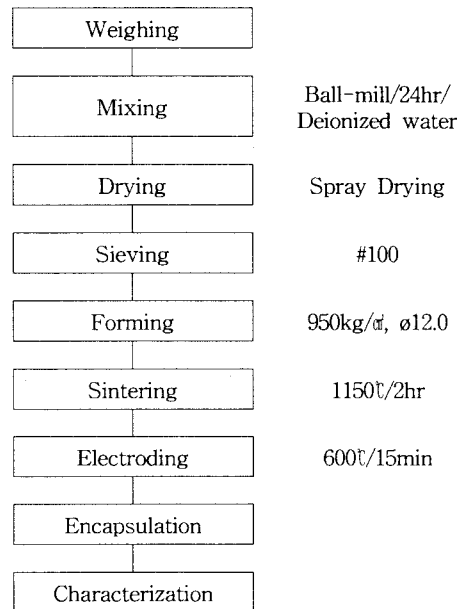 Weighing
Mixing
Ball-mill/24hr/
Deionized water
Drying
Spray Drying
Sieving
#100
Forming
950kg/㎠, ø12.0
Sintering
1150℃/2hr
Electroding
600℃/15min
Encapsulation
Characterization